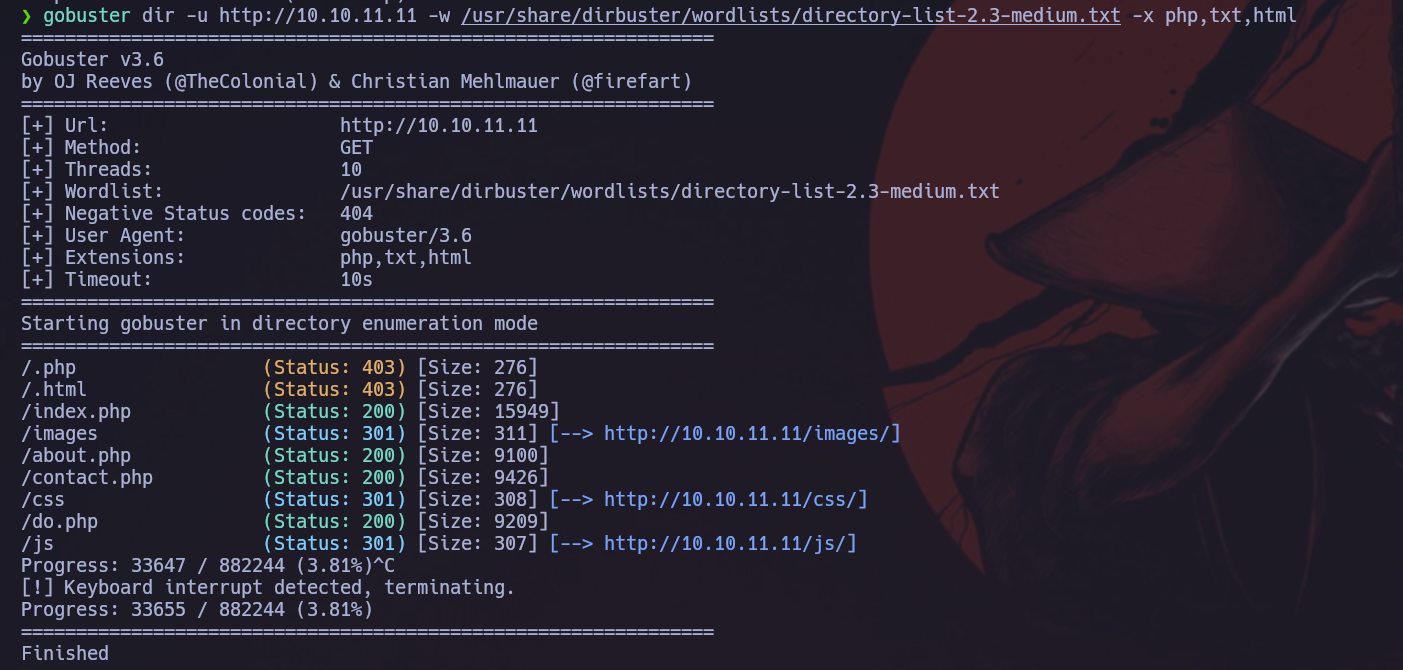 ❯ gobuster dir -u http://10.10.11.11 -w /usr/share/dirbuster/wordlists/directory-list-2.3-medium.txt -x php,txt,html
===============================================================
Gobuster v3.6
by OJ Reeves (@TheColonial) & Christian Mehlmauer (@firefart)
===============================================================
[+] Url:                     http://10.10.11.11
[+] Method:                  GET
[+] Threads:                 10
[+] Wordlist:                /usr/share/dirbuster/wordlists/directory-list-2.3-medium.txt
[+] Negative Status codes:   404
[+] User Agent:              gobuster/3.6
[+] Extensions:              php,txt,html
[+] Timeout:                 10s
===============================================================
Starting gobuster in directory enumeration mode
===============================================================
/.php                 (Status: 403) [Size: 276]
/.html                (Status: 403) [Size: 276]
/index.php            (Status: 200) [Size: 15949]
/images               (Status: 301) [Size: 311] [--> http://10.10.11.11/images/]
/about.php            (Status: 200) [Size: 9100]
/contact.php          (Status: 200) [Size: 9426]
/css                  (Status: 301) [Size: 308] [--> http://10.10.11.11/css/]
/do.php               (Status: 200) [Size: 9209]
/js                   (Status: 301) [Size: 307] [--> http://10.10.11.11/js/]
Progress: 33647 / 882244 (3.81%)^C
[!] Keyboard interrupt detected, terminating.
Progress: 33655 / 882244 (3.81%)
===============================================================
Finished